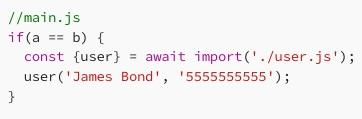 //main.js
if(a == b) {
  const {user} = await import('./user.js');
  user('James Bond', '5555555555');
}